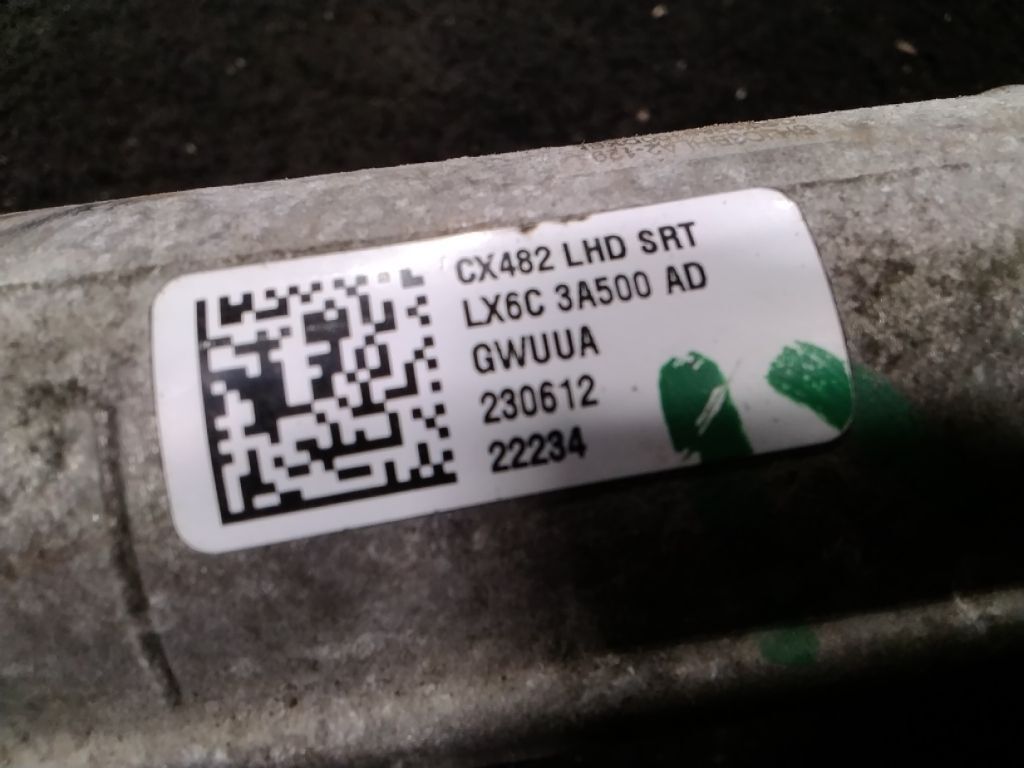 CX482 LHD SRT
LX6C 3A500 AD
GWUUA
230612
22234